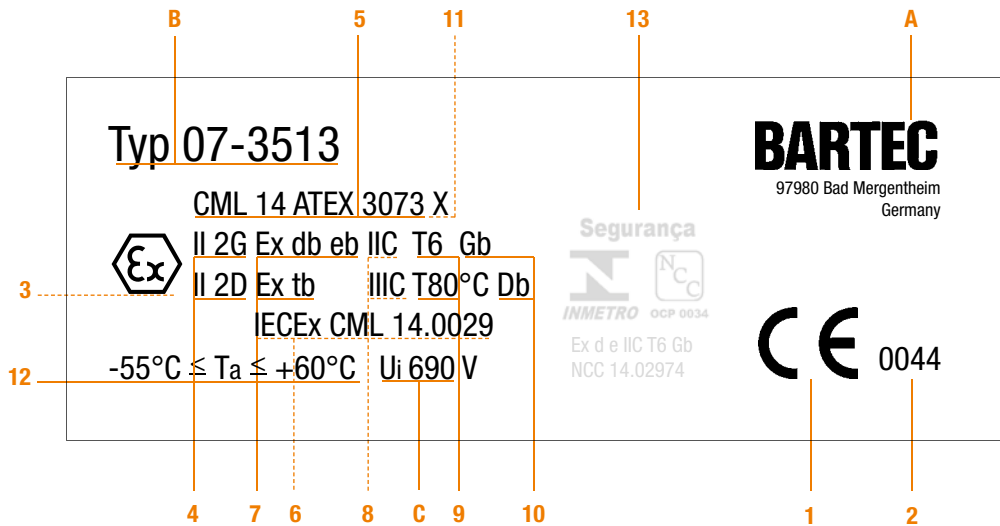 B 5 11 13 A
Typ 07-3513
BARTEC
97980 Bad Mergentheim
Germany
CML 14 ATEX 3073 X
Ex
II 2G Ex db eb IIC T6 Gb
II 2D Ex tb IIIC T80°C Db
IECEx CML 14.0029
-55°C ≤ Ta ≤ +60°C Ui 690 V
Segurança
NCC
INMETRO OCP 0034
Ex d e IIC T6 Gb
NCC 14.02974
CE 0044
3
12
4 7 6 8 C 9 10 1 2